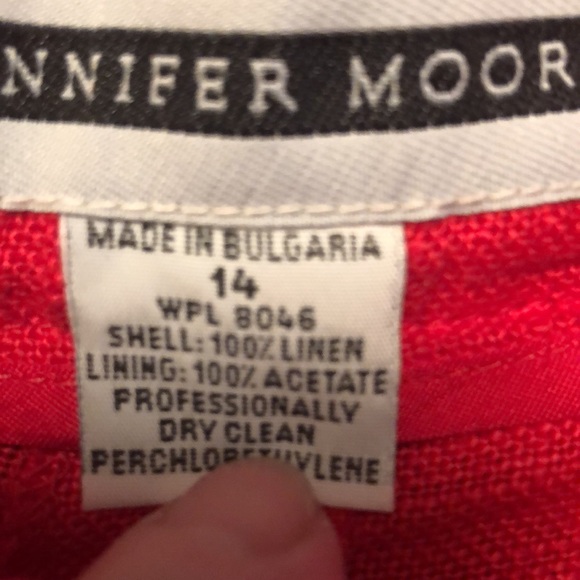 NNIFER MOOR
MADE IN BULGARIA
14
WPL 8046
SHELL: 100% LINEN
LINING: 100% ACETATE
PROFESSIONALLY
DRY CLEAN
PERCHLORETHYLENE